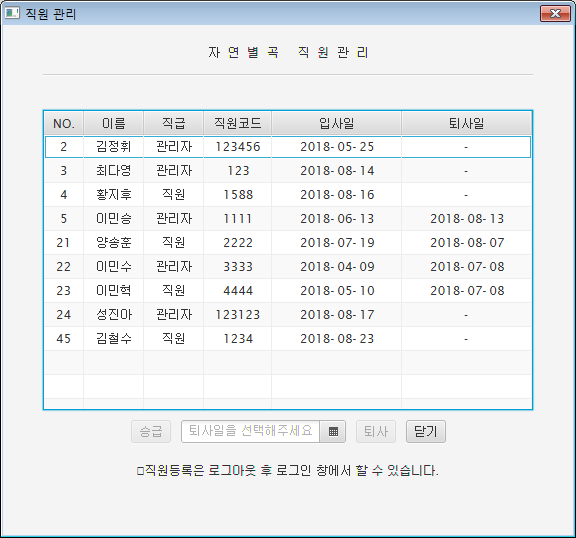 직원 관리
자 연 별 곡 직 원 관 리
NO. 이름 직급 직원코드 입사일 퇴사일
2 김정휘 관리자 123456 2018-05-25 -
3 최다영 관리자 123 2018-08-14 -
4 황지후 직원 1588 2018-08-16 -
5 이민승 관리자 1111 2018-06-13 2018-08-13
21 양송훈 직원 2222 2018-07-19 2018-08-07
22 이민수 관리자 3333 2018-04-09 2018-07-08
23 이민혁 직원 4444 2018-05-10 2018-07-08
24 성진아 관리자 123123 2018-08-17 -
45 김철수 직원 1234 2018-08-23 -
승급 퇴사일을 선택해주세요 퇴사 닫기
□직원등록은 로그아웃 후 로그인 창에서 할 수 있습니다.